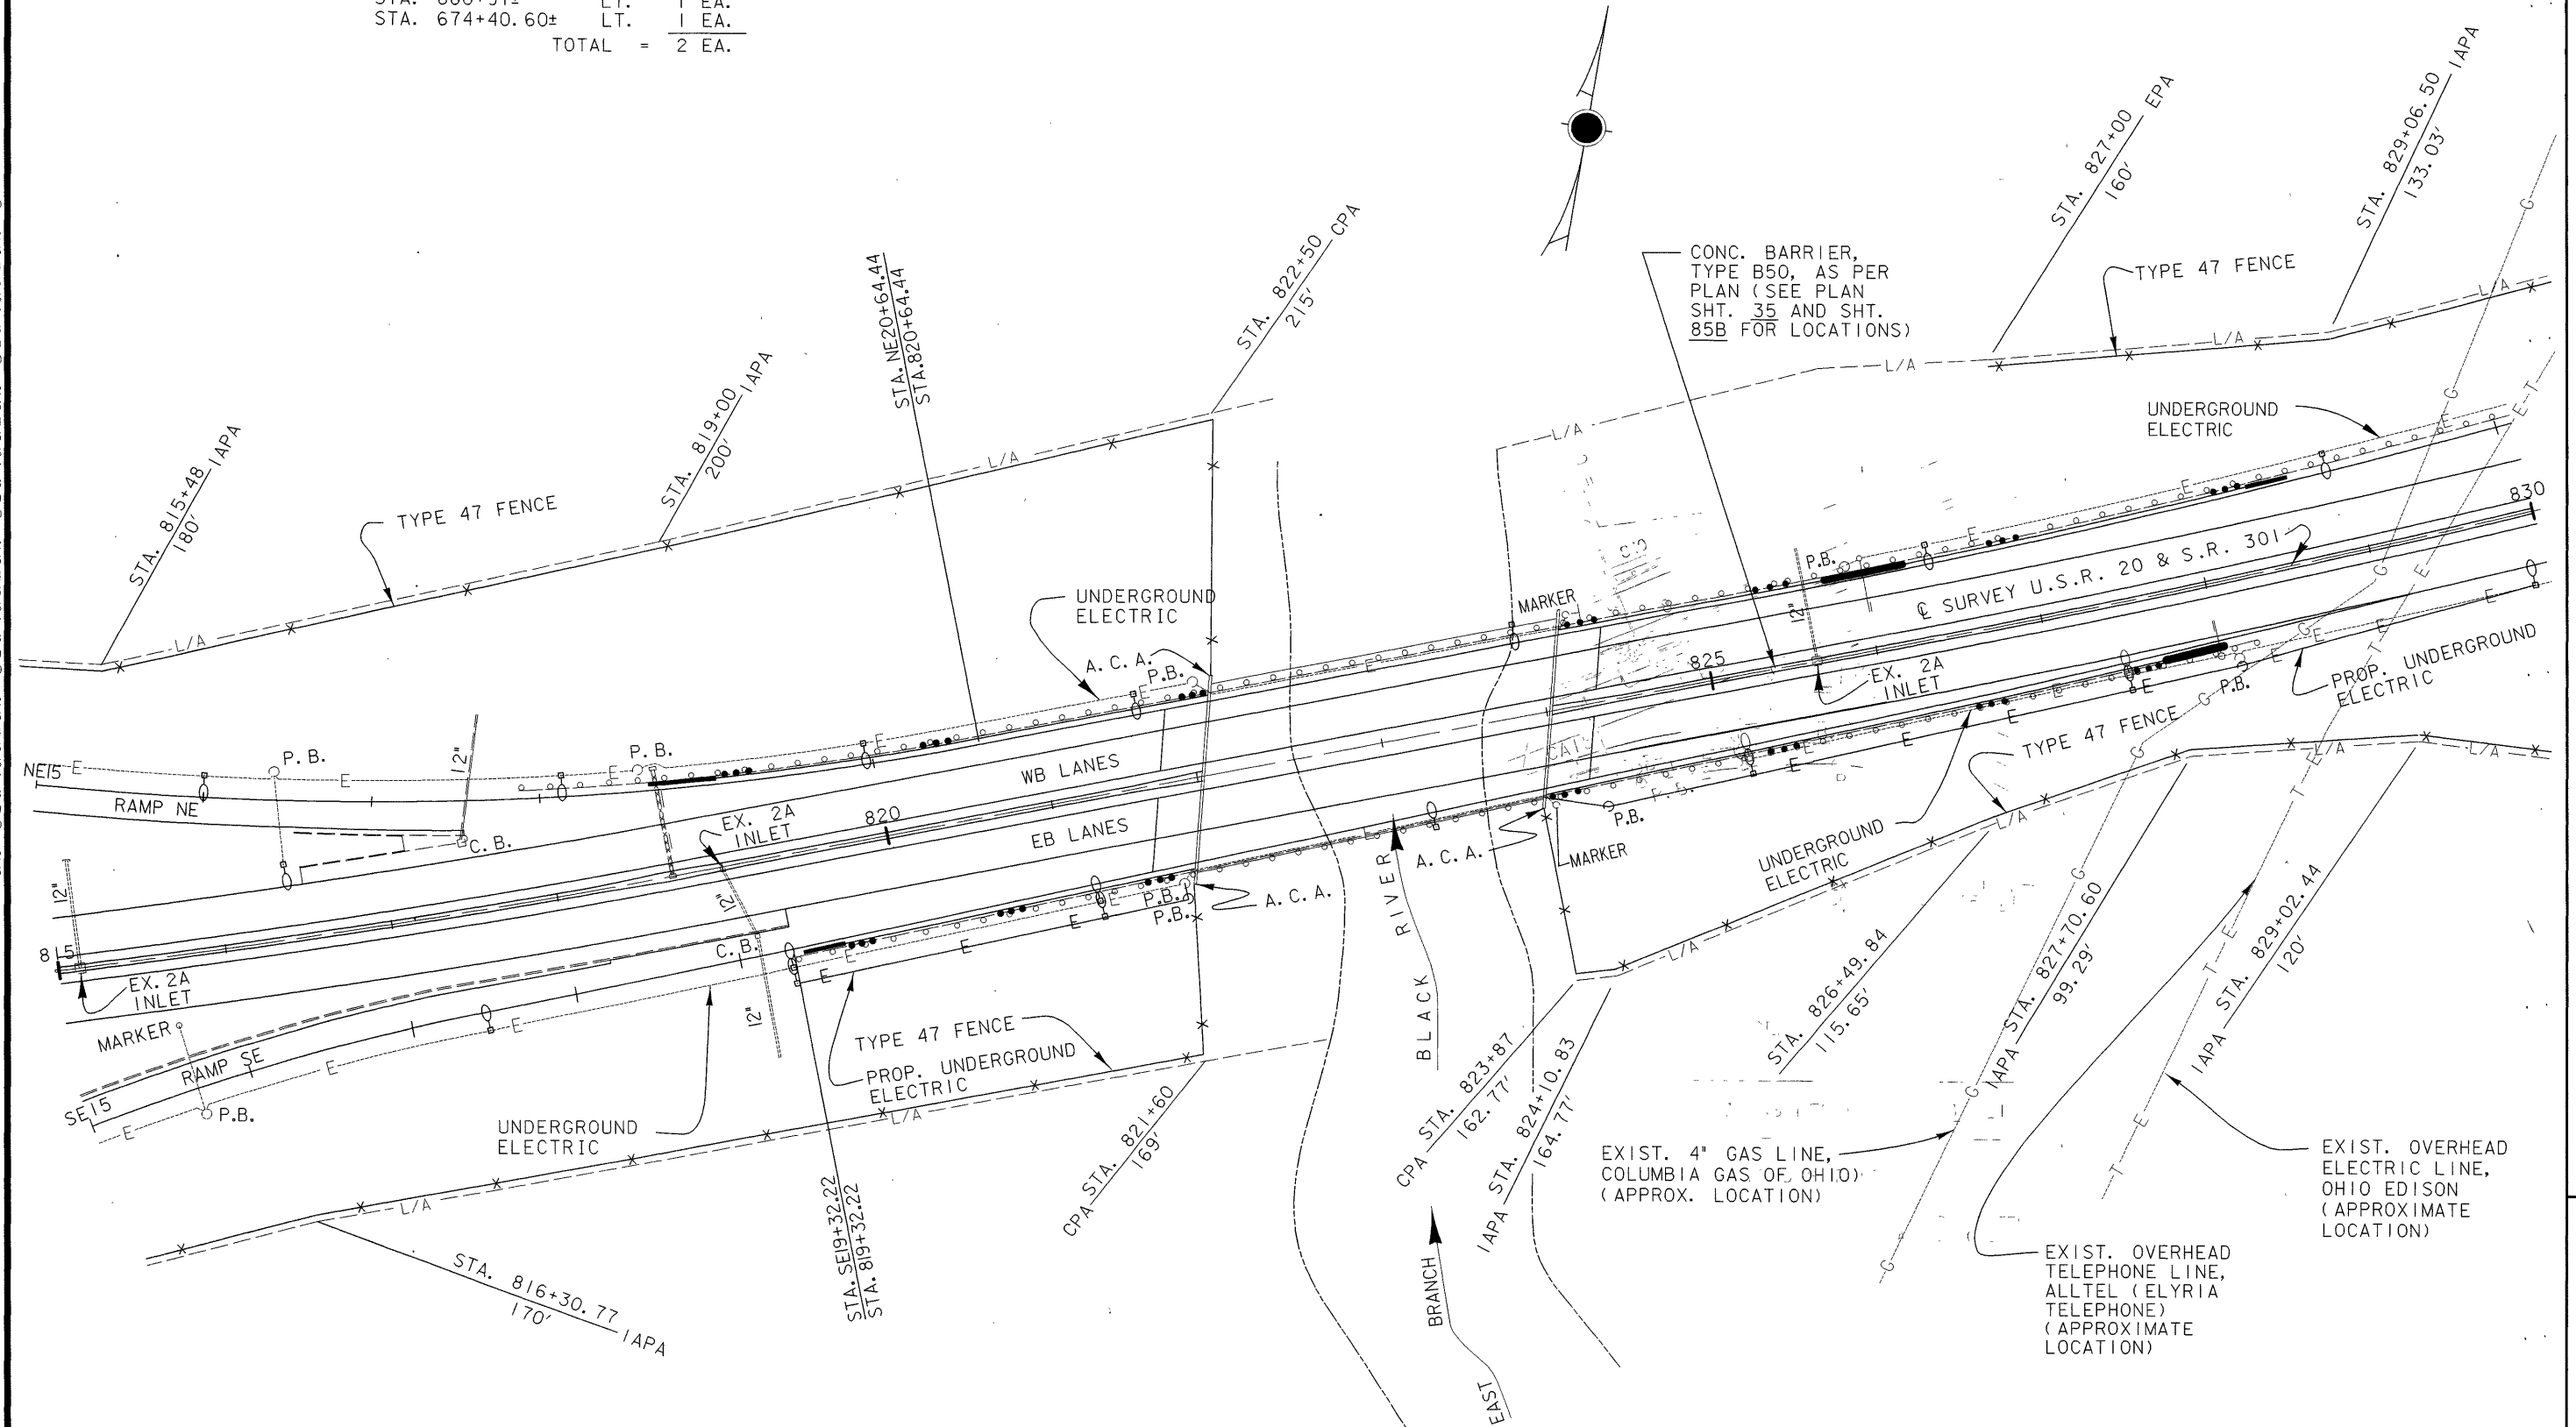 STA. 674+40.60± LT. 1 EA.
TOTAL = 2 EA.
STA. 815+48 IAPA
180'
TYPE 47 FENCE
STA. 819+00 IAPA
200'
STA. NE20+64.44
STA. 820+64.44
STA. 822+50 CPA
215'
CONC. BARRIER,
TYPE B50, AS PER
PLAN (SEE PLAN
SHT. 35 AND SHT.
85B FOR LOCATIONS)
STA. 827+00 EPA
160'
STA. 829+06.50 IAPA
133.03'
TYPE 47 FENCE
UNDERGROUND
ELECTRIC
L/A
L/A
L/A
L/A
L/A
L/A
UNDERGROUND
ELECTRIC
A.C.A.
P.B.
MARKER
P.B.
12"
825
830
℄ SURVEY U.S.R. 20 & S.R. 301
EX. 2A
INLET
NE15
RAMP NE
P.B.
12"
P.B.
C.B.
WB LANES
EX. 2A
INLET
820
EB LANES
12"
815
EX. 2A
INLET
12"
C.B.
12"
P.B.
P.B.
A.C.A.
A.C.A.
P.B.
MARKER
P.B.
PROP. UNDERGROUND
ELECTRIC
TYPE 47 FENCE
UNDERGROUND
ELECTRIC
L/A
L/A
L/A
L/A
MARKER
RAMP SE
SE15
P.B.
UNDERGROUND
ELECTRIC
TYPE 47 FENCE
PROP. UNDERGROUND
ELECTRIC
L/A
L/A
STA. 816+30.77 IAPA
170'
STA. SE19+32.22
STA. 819+32.22
CPA STA. 821+60
169'
EAST BRANCH BLACK RIVER
CPA STA. 823+87
162.77'
IAPA STA. 824+10.83
164.77'
STA. 826+49.84
115.65'
IAPA STA. 827+70.60
99.29'
IAPA STA. 829+02.44
120'
EXIST. 4" GAS LINE,
COLUMBIA GAS OF OHIO)
(APPROX. LOCATION)
EXIST. OVERHEAD
TELEPHONE LINE,
ALLTEL (ELYRIA
TELEPHONE)
(APPROXIMATE
LOCATION)
EXIST. OVERHEAD
ELECTRIC LINE,
OHIO EDISON
(APPROXIMATE
LOCATION)